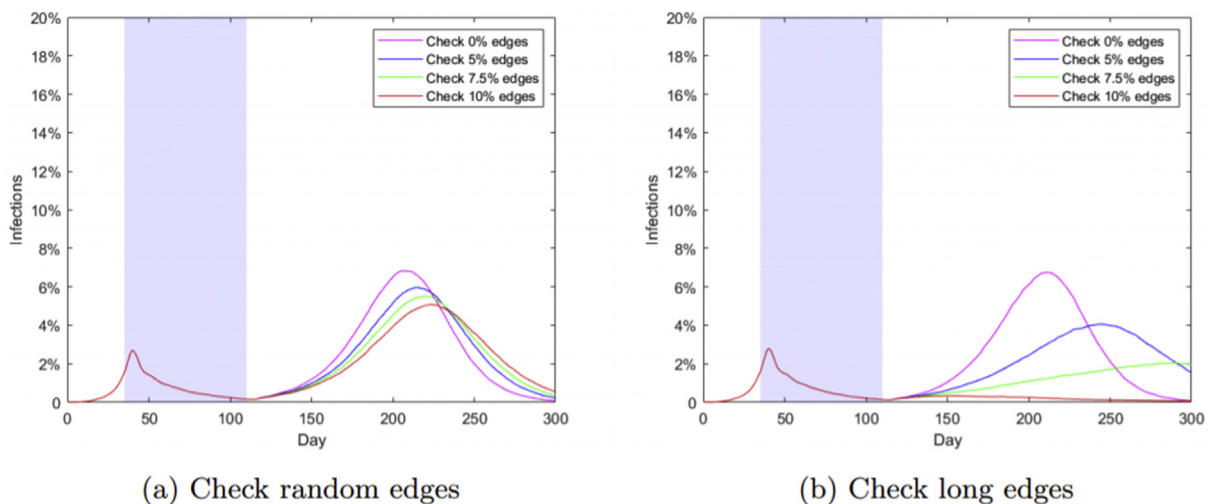 20%
18%
16%
14%
12%
10%
8%
6%
4%
2%
0
Infections
0 50 100 150 200 250 300
Day
Check 0% edges
Check 5% edges
Check 7.5% edges
Check 10% edges
(a) Check random edges
20%
18%
16%
14%
12%
10%
8%
6%
4%
2%
0
Infections
0 50 100 150 200 250 300
Day
Check 0% edges
Check 5% edges
Check 7.5% edges
Check 10% edges
(b) Check long edges